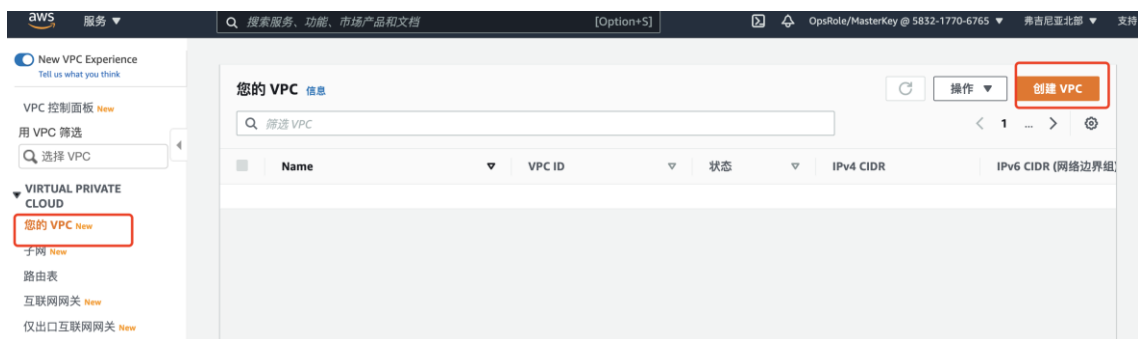 aws 服务 ▼ 搜索服务、功能、市场产品和文档 [Option+S] OpsRole/MasterKey @ 5832-1770-6765 ▼ 弗吉尼亚北部 ▼ 支持
New VPC Experience
Tell us what you think
VPC 控制面板 New
用 VPC 筛选
选择 VPC
VIRTUAL PRIVATE
CLOUD
您的 VPC New
子网 New
路由表
互联网网关 New
仅出口互联网网关 New
您的 VPC 信息 操作 ▼ 创建 VPC
筛选 VPC 1 ...
Name VPC ID 状态 IPv4 CIDR IPv6 CIDR (网络边界组)